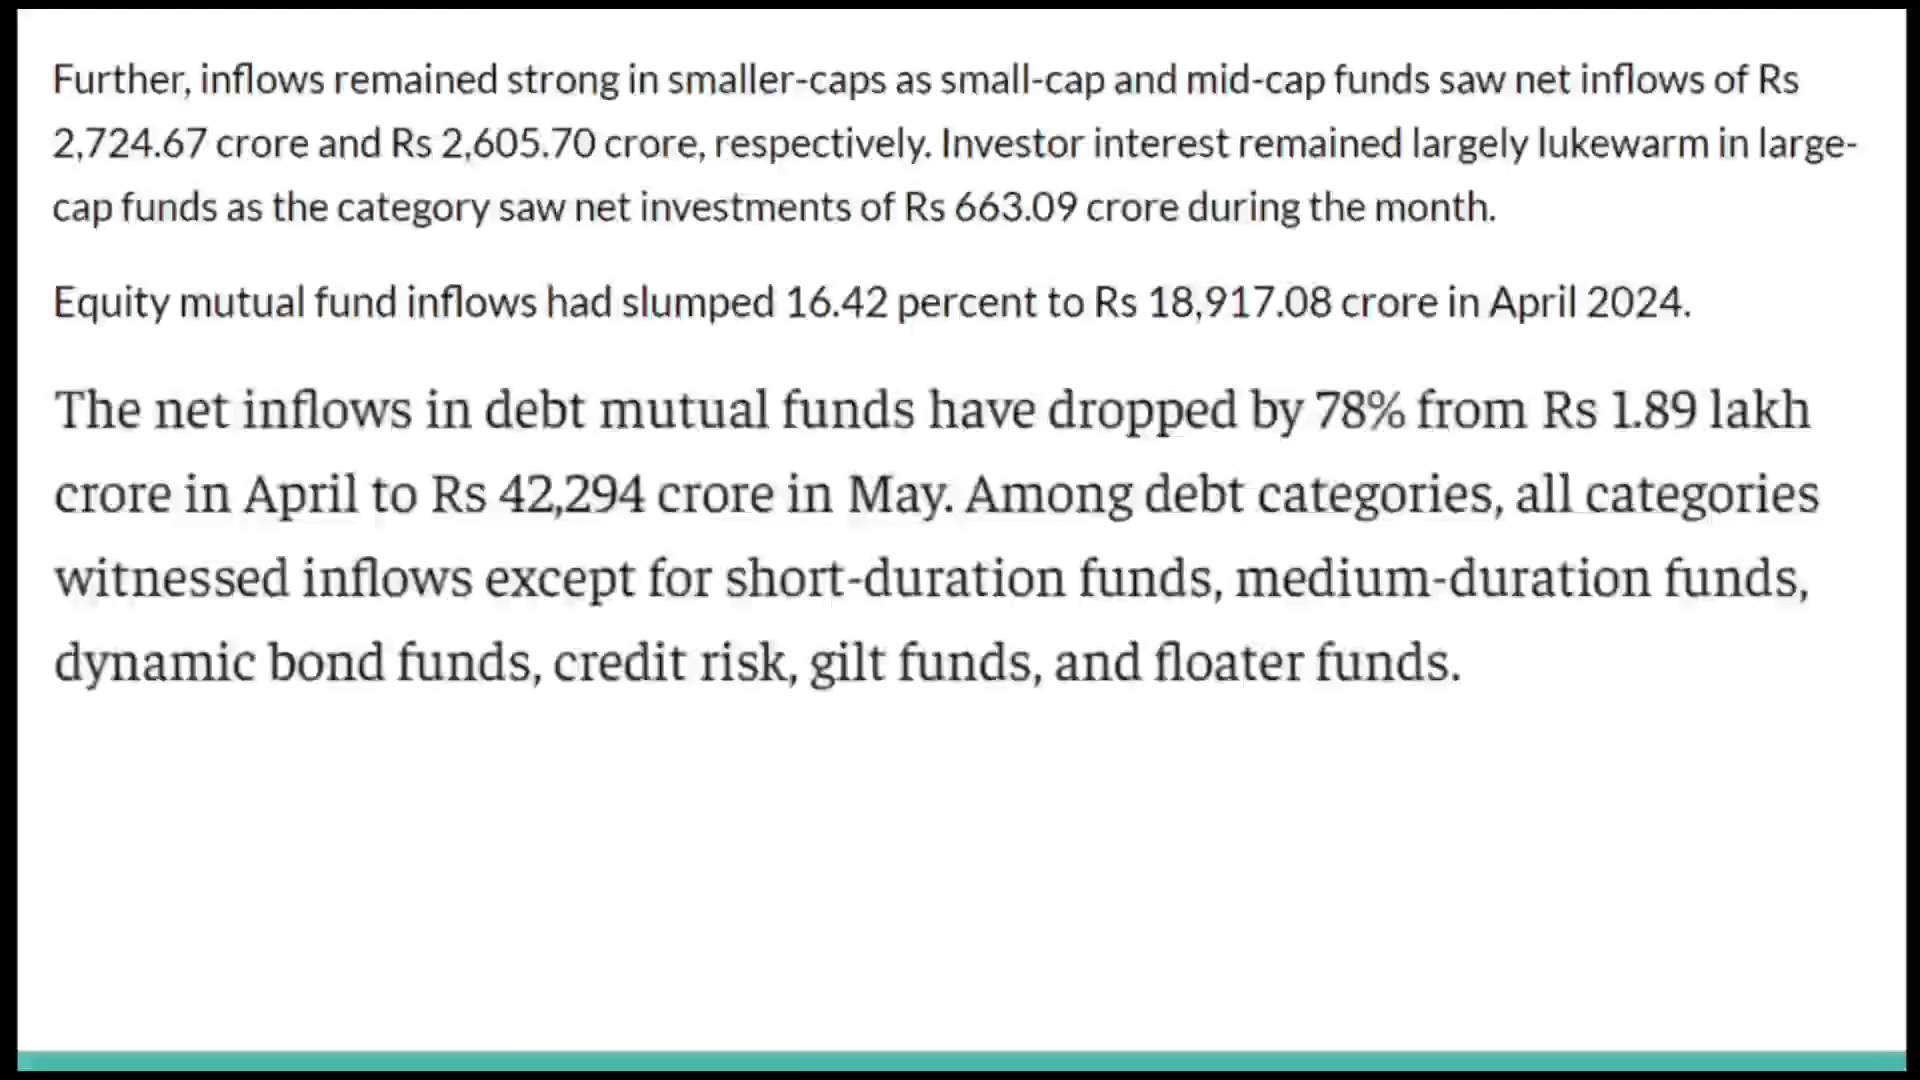 Further, inflows remained strong in smaller-caps as small-cap and mid-cap funds saw net inflows of Rs
2,724.67 crore and Rs 2,605.70 crore, respectively. Investor interest remained largely lukewarm in large-
cap funds as the category saw net investments of Rs 663.09 crore during the month.
Equity mutual fund inflows had slumped 16.42 percent to Rs 18,917.08 crore in April 2024.
The net inflows in debt mutual funds have dropped by 78% from Rs 1.89 lakh
crore in April to Rs 42,294 crore in May. Among debt categories, all categories
witnessed inflows except for short-duration funds, medium-duration funds,
dynamic bond funds, credit risk, gilt funds, and floater funds.